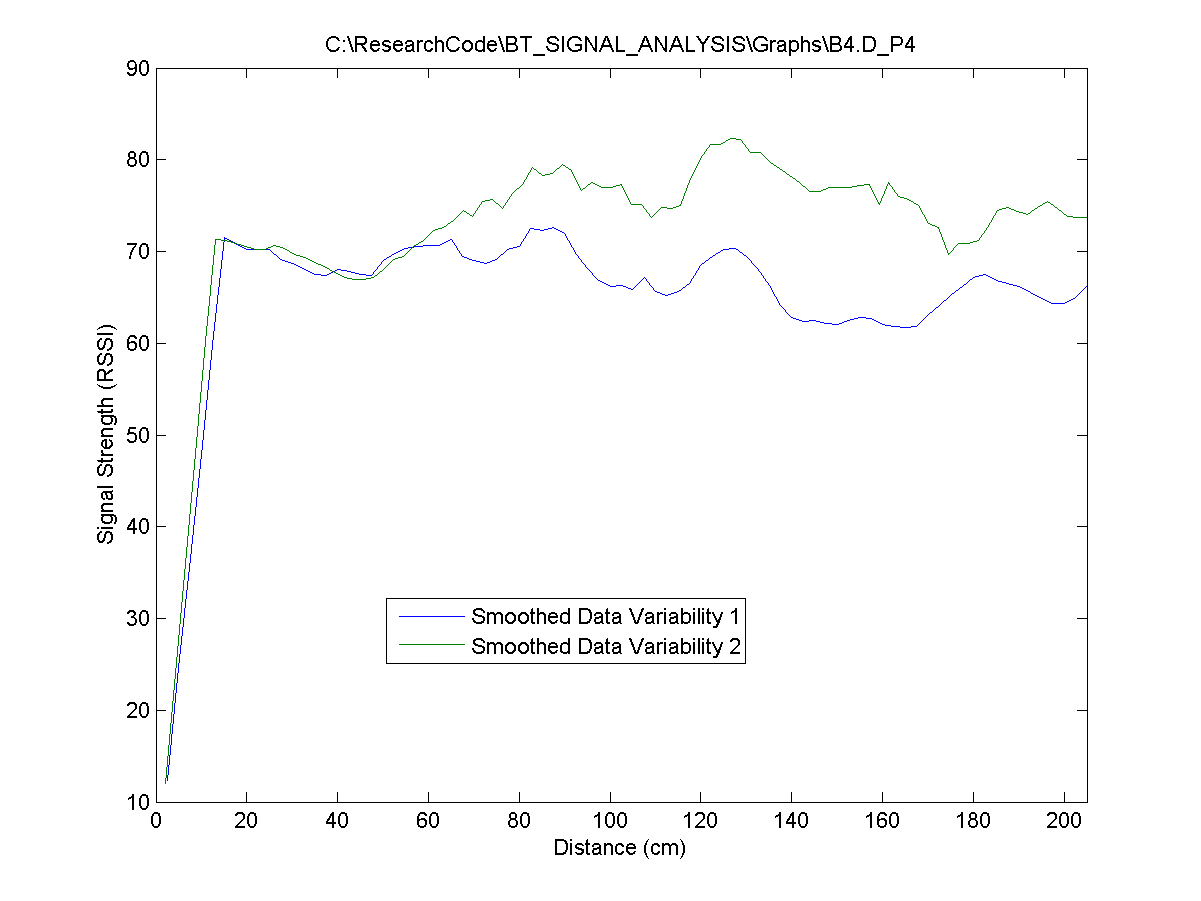 C:\ResearchCode\BT_SIGNAL_ANALYSIS\Graphs\B4.D_P4
90
80
70
60
50
40
30
20
10
Signal Strength (RSSI)
Smoothed Data Variability 1
Smoothed Data Variability 2
0 20 40 60 80 100 120 140 160 180 200
Distance (cm)